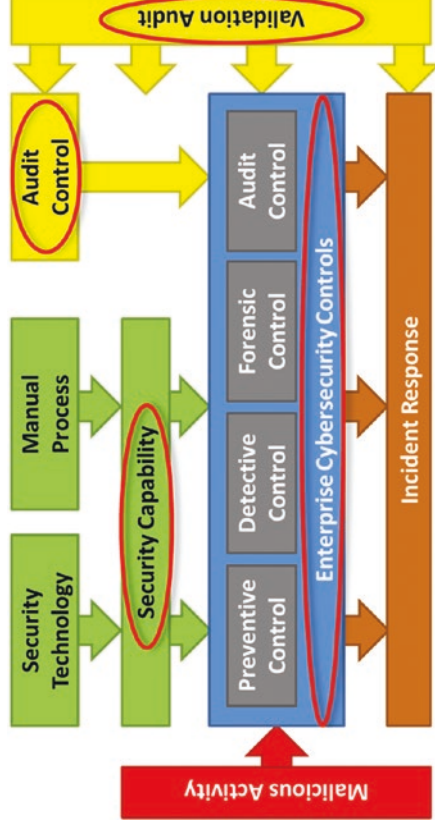 Security
Technology
Manual
Process
Audit
Control
Security Capability
Malicious Activity
Preventive
Control
Detective
Control
Forensic
Control
Audit
Control
Enterprise Cybersecurity Controls
Validation Audit
Incident Response